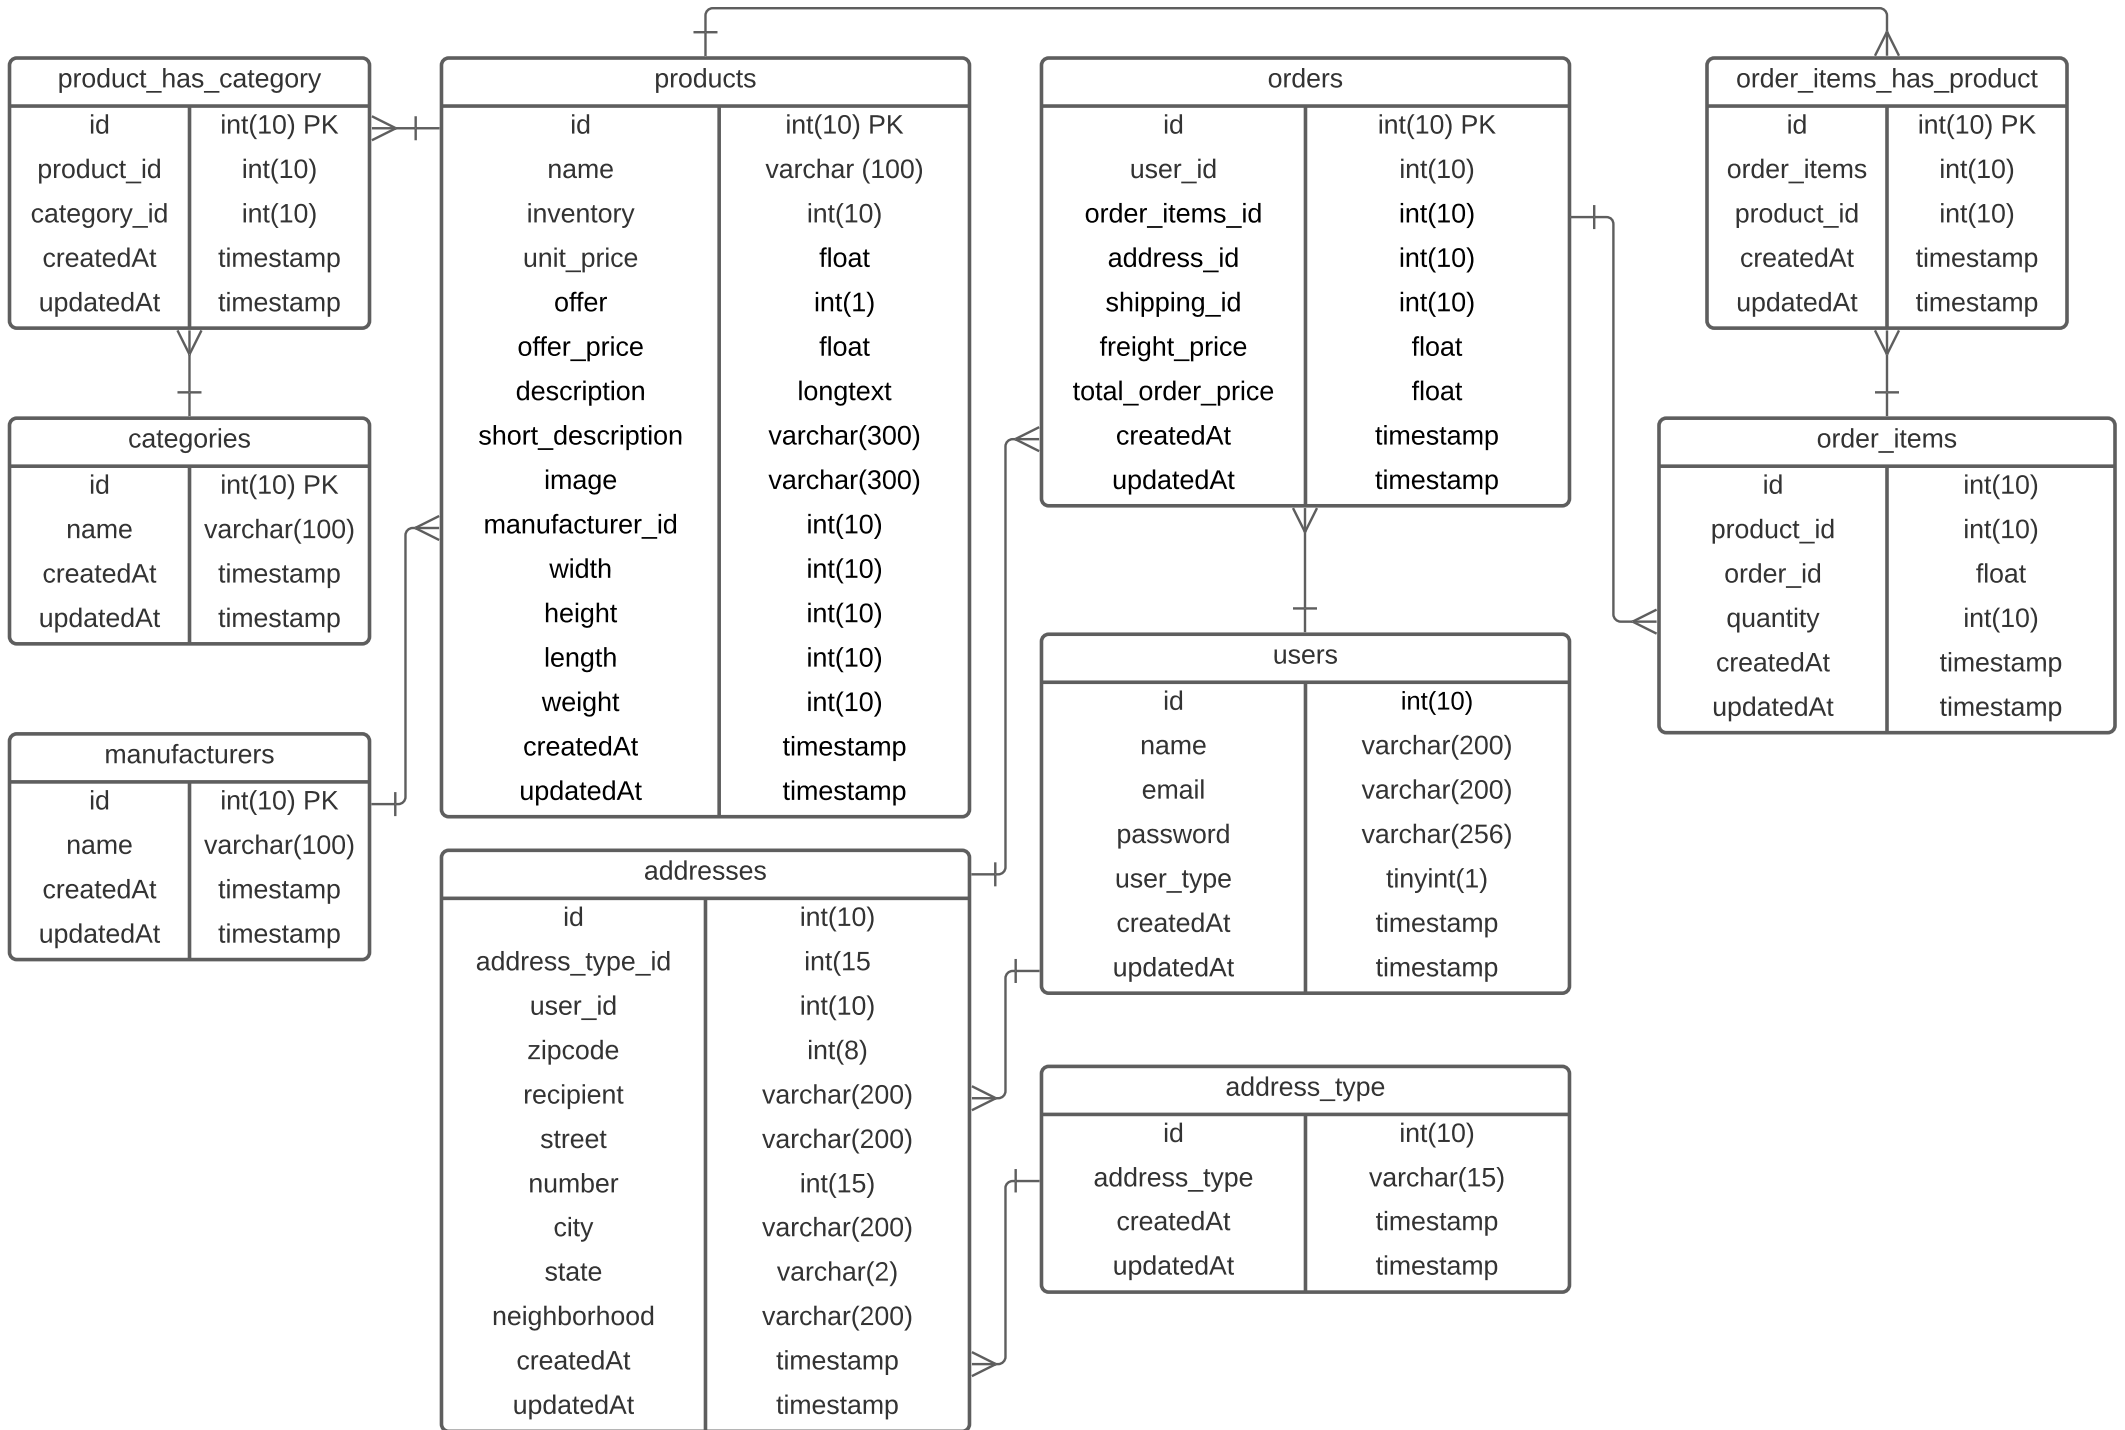 product_has_category
id int(10) PK
product_id int(10)
category_id int(10)
createdAt timestamp
updatedAt timestamp
categories
id int(10) PK
name varchar(100)
createdAt timestamp
updatedAt timestamp
manufacturers
id int(10) PK
name varchar(100)
createdAt timestamp
updatedAt timestamp
products
id int(10) PK
name varchar (100)
inventory int(10)
unit_price float
offer int(1)
offer_price float
description longtext
short_description varchar(300)
image varchar(300)
manufacturer_id int(10)
width int(10)
height int(10)
length int(10)
weight int(10)
createdAt timestamp
updatedAt timestamp
addresses
id int(10)
address_type_id int(15
user_id int(10)
zipcode int(8)
recipient varchar(200)
street varchar(200)
number int(15)
city varchar(200)
state varchar(2)
neighborhood varchar(200)
createdAt timestamp
updatedAt timestamp
orders
id int(10) PK
user_id int(10)
order_items_id int(10)
address_id int(10)
shipping_id int(10)
freight_price float
total_order_price float
createdAt timestamp
updatedAt timestamp
users
id int(10)
name varchar(200)
email varchar(200)
password varchar(256)
user_type tinyint(1)
createdAt timestamp
updatedAt timestamp
address_type
id int(10)
address_type varchar(15)
createdAt timestamp
updatedAt timestamp
order_items_has_product
id int(10) PK
order_items int(10)
product_id int(10)
createdAt timestamp
updatedAt timestamp
order_items
id int(10)
product_id int(10)
order_id float
quantity int(10)
createdAt timestamp
updatedAt timestamp